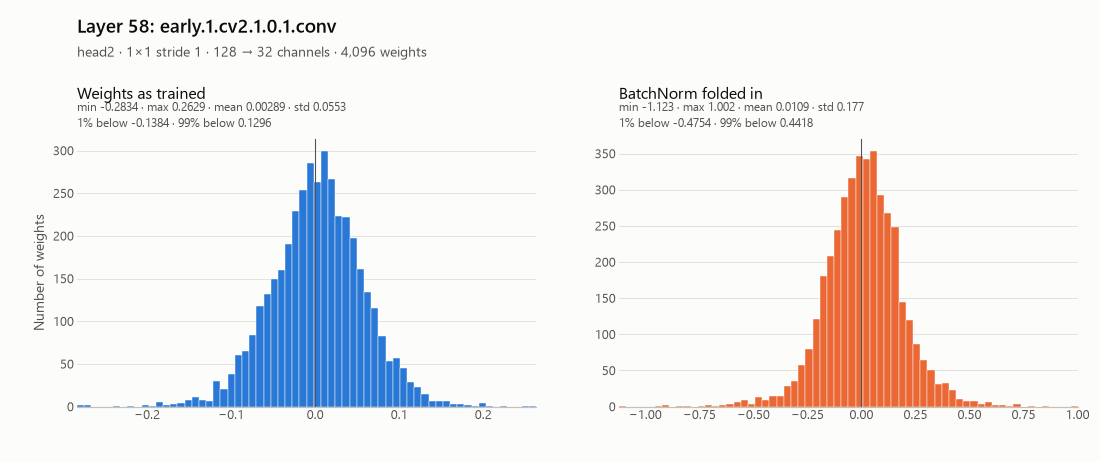 Layer 58: early.1.cv2.1.0.1.conv
head2 · 1×1 stride 1 · 128 → 32 channels · 4,096 weights
Weights as trained
min -0.2834 · max 0.2629 · mean 0.00289 · std 0.0553
1% below -0.1384 · 99% below 0.1296
Number of weights
300
250
200
150
100
50
0
−0.2 −0.1 0.0 0.1 0.2
BatchNorm folded in
min -1.123 · max 1.002 · mean 0.0109 · std 0.177
1% below -0.4754 · 99% below 0.4418
350
300
250
200
150
100
50
0
−1.00 −0.75 −0.50 −0.25 0.00 0.25 0.50 0.75 1.00